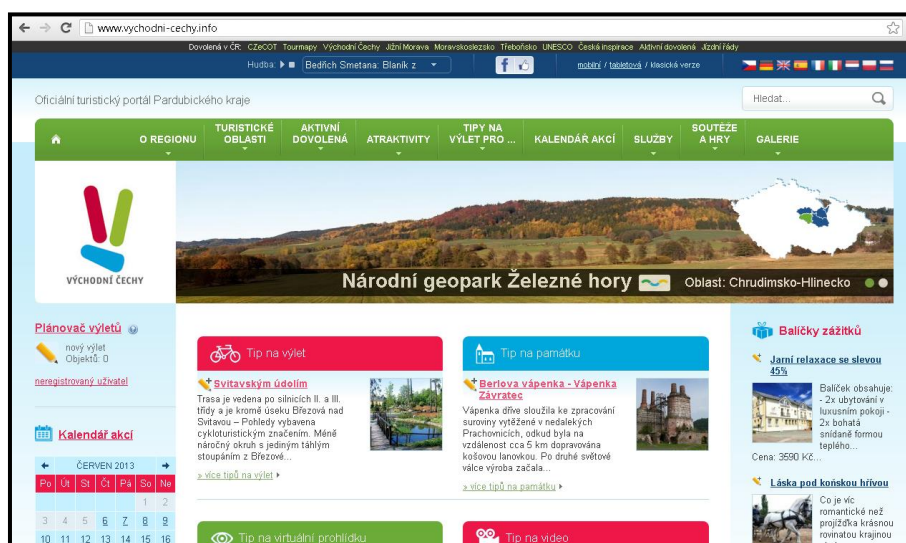 www.vychodni-cechy.info
Dovolená v ČR: CZeCOT Tourmapy Východní Čechy Jižní Morava Moravskoslezsko Třeboňsko UNESCO Česká inspirace Aktivní dovolená Jízdní řády
Hudba: Bedřich Smetana: Blaník z
mobilní / tabletová / klasická verze
Oficiální turistický portál Pardubického kraje
Hledat...
O REGIONU
TURISTICKÉ OBLASTI
AKTIVNÍ DOVOLENÁ
ATRAKTIVITY
TIPY NA VÝLET PRO ...
KALENDÁŘ AKCÍ
SLUŽBY
SOUTĚŽE A HRY
GALERIE
VÝCHODNÍ ČECHY
Národní geopark Železné hory
Oblast: Chrudimsko-Hlinecko
Plánovač výletů
nový výlet
Objektů: 0
neregistrovaný uživatel
Kalendář akcí
ČERVEN 2013
Po Út St Čt Pá So Ne
1 2
3 4 5 6 7 8 9
10 11 12 13 14 15 16
Tip na výlet
Svitavským údolím
Trasa je vedena po silnicích II. a III.
třídy a je kromě úseku Březová nad
Svitavou – Pohledy vybavena
cykloturistickým značením. Méně
náročný okruh s jediným táhlým
stoupáním z Březové...
» více tipů na výlet
Tip na památku
Berlova vápenka - Vápenka
Závratec
Vápenka dříve sloužila ke zpracování
suroviny vytěžené v nedalekých
Prachovnicích, odkud byla na
vzdálenost cca 5 km dopravována
košovou lanovkou. Po druhé světové
válce výroba začala...
» více tipů na památku
Tip na virtuální prohlídku
Tip na video
Balíčky zážitků
Jarní relaxace se slevou
45%
Balíček obsahuje:
- 2x ubytování v
luxusním pokoji -
2x bohatá
snídaně formou
teplého...
Cena: 3590 Kč...
Láska pod koňskou hřívou
Co je víc
romantické než
projížďka krásnou
rovinatou krajinou